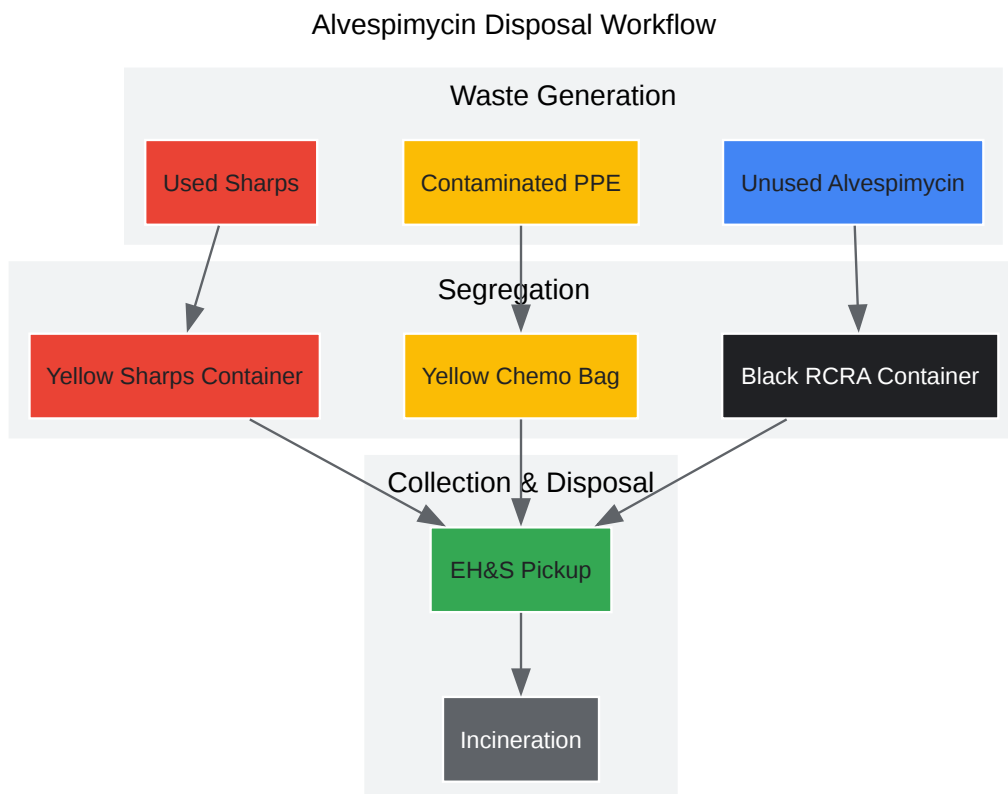 Alvespimycin Disposal Workflow
Waste Generation
Used Sharps
Contaminated PPE
Unused Alvespimycin
Segregation
Yellow Sharps Container
Yellow Chemo Bag
Black RCRA Container
Collection & Disposal
EH&S Pickup
Incineration